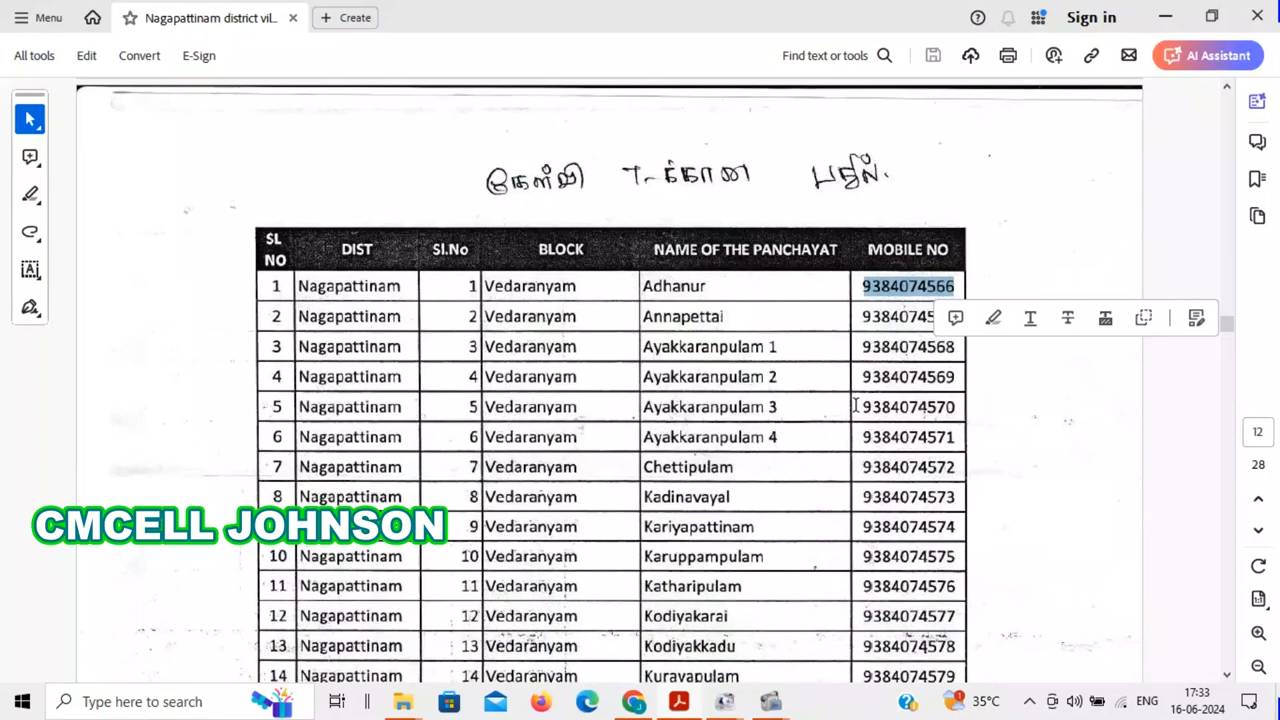 Menu
Nagapattinam district vil...
Create
Sign in
All tools Edit Convert E-Sign
Find text or tools
AI Assistant
கேள்வி 7-க்கான பதில்.
SL NO DIST Sl.No BLOCK NAME OF THE PANCHAYAT MOBILE NO
1 Nagapattinam 1 Vedaranyam Adhanur 9384074566
2 Nagapattinam 2 Vedaranyam Annapettai
3 Nagapattinam 3 Vedaranyam Ayakkaranpulam 1 9384074568
4 Nagapattinam 4 Vedaranyam Ayakkaranpulam 2 9384074569
5 Nagapattinam 5 Vedaranyam Ayakkaranpulam 3 9384074570
6 Nagapattinam 6 Vedaranyam Ayakkaranpulam 4 9384074571
7 Nagapattinam 7 Vedaranyam Chettipulam 9384074572
8 Nagapattinam 8 Vedaranyam Kadinavayal 9384074573
9 Vedaranyam Kariyapattinam 9384074574
10 Nagapattinam 10 Vedaranyam Karuppampulam 9384074575
11 Nagapattinam 11 Vedaranyam Katharipulam 9384074576
12 Nagapattinam 12 Vedaranyam Kodiyakarai 9384074577
13 Nagapattinam 13 Vedaranyam Kodiyakkadu 9384074578
14 Nagapattinam 14 Vedaranyam Kuravapulam 9384074579
CMCELL JOHNSON
12
28
Type here to search
35°C
ENG
17:33
16-06-2024